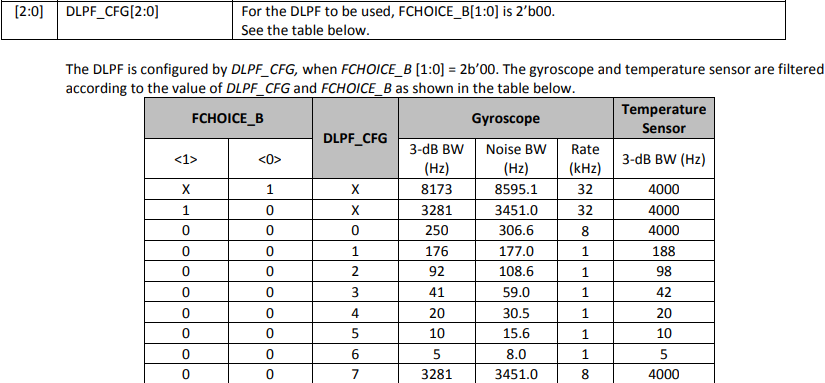 [2:0] DLPF_CFG[2:0] For the DLPF to be used, FCHOICE_B[1:0] is 2'b00.
See the table below.
The DLPF is configured by DLPF_CFG, when FCHOICE_B [1:0] = 2b'00. The gyroscope and temperature sensor are filtered
according to the value of DLPF_CFG and FCHOICE_B as shown in the table below.
FCHOICE_B DLPF_CFG Gyroscope Temperature Sensor
<1> <0> 3-dB BW (Hz) Noise BW (Hz) Rate (kHz) 3-dB BW (Hz)
X 1 X 8173 8595.1 32 4000
1 0 X 3281 3451.0 32 4000
0 0 0 250 306.6 8 4000
0 0 1 176 177.0 1 188
0 0 2 92 108.6 1 98
0 0 3 41 59.0 1 42
0 0 4 20 30.5 1 20
0 0 5 10 15.6 1 10
0 0 6 5 8.0 1 5
0 0 7 3281 3451.0 8 4000